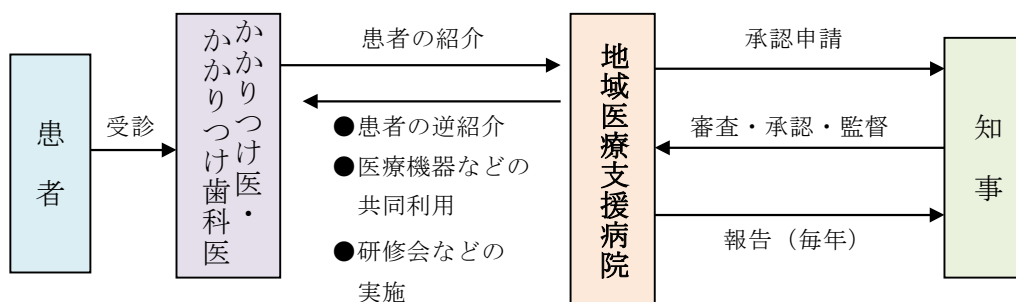 患者
受診
かかりつけ医・
かかりつけ歯科医
患者の紹介
●患者の逆紹介
●医療機器などの
共同利用
●研修会などの
実施
地域医療支援病院
承認申請
審査・承認・監督
報告（毎年）
知事